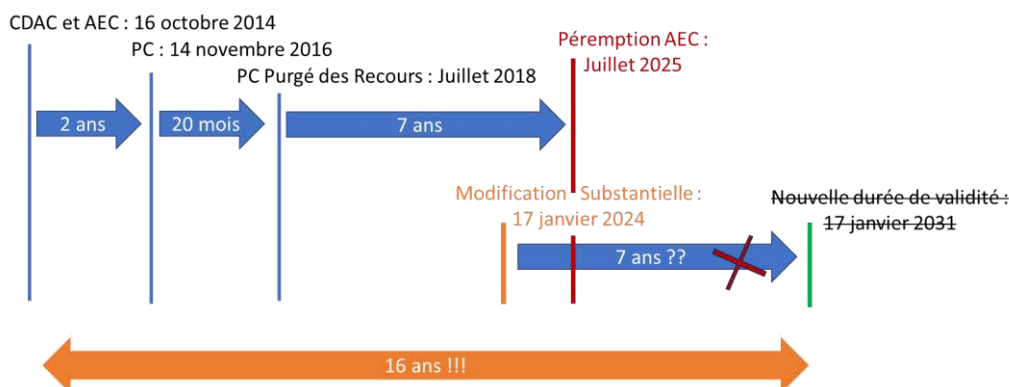 CDAC et AEC : 16 octobre 2014
PC : 14 novembre 2016
PC Purgé des Recours : Juillet 2018
Péremption AEC :
Juillet 2025
2 ans
20 mois
7 ans
Modification Substantielle :
17 janvier 2024
Nouvelle durée de validité :
17 janvier 2031
7 ans ??
16 ans !!!